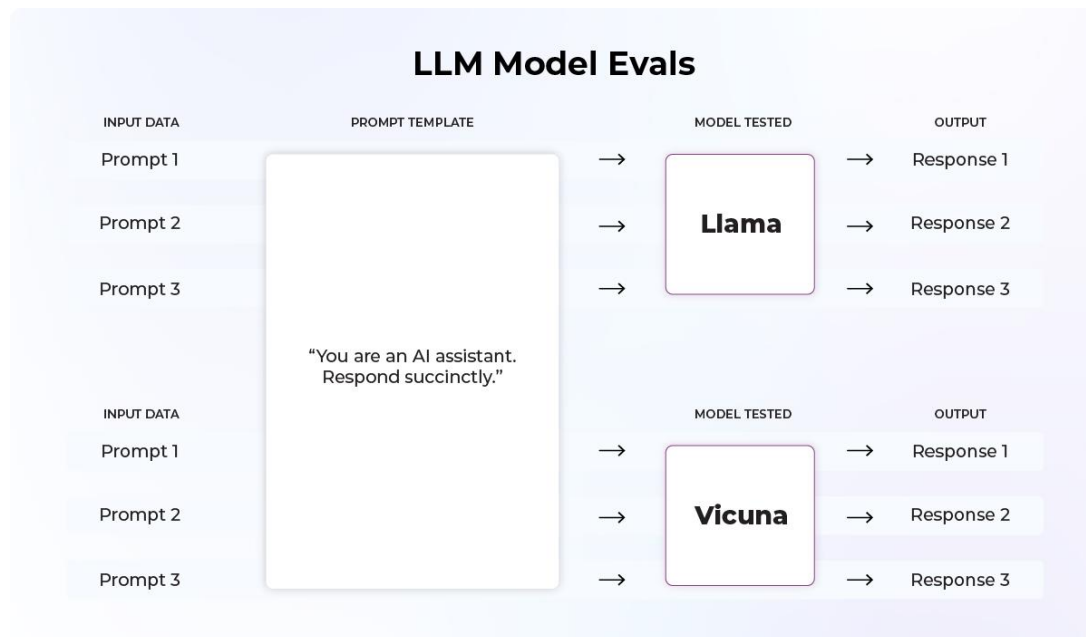 LLM Model Evals
INPUT DATA
PROMPT TEMPLATE
MODEL TESTED
OUTPUT
Prompt 1
Response 1
Prompt 2
Llama
Response 2
Prompt 3
Response 3
“You are an AI assistant.
Respond succinctly.”
INPUT DATA
MODEL TESTED
OUTPUT
Prompt 1
Response 1
Prompt 2
Vicuna
Response 2
Prompt 3
Response 3